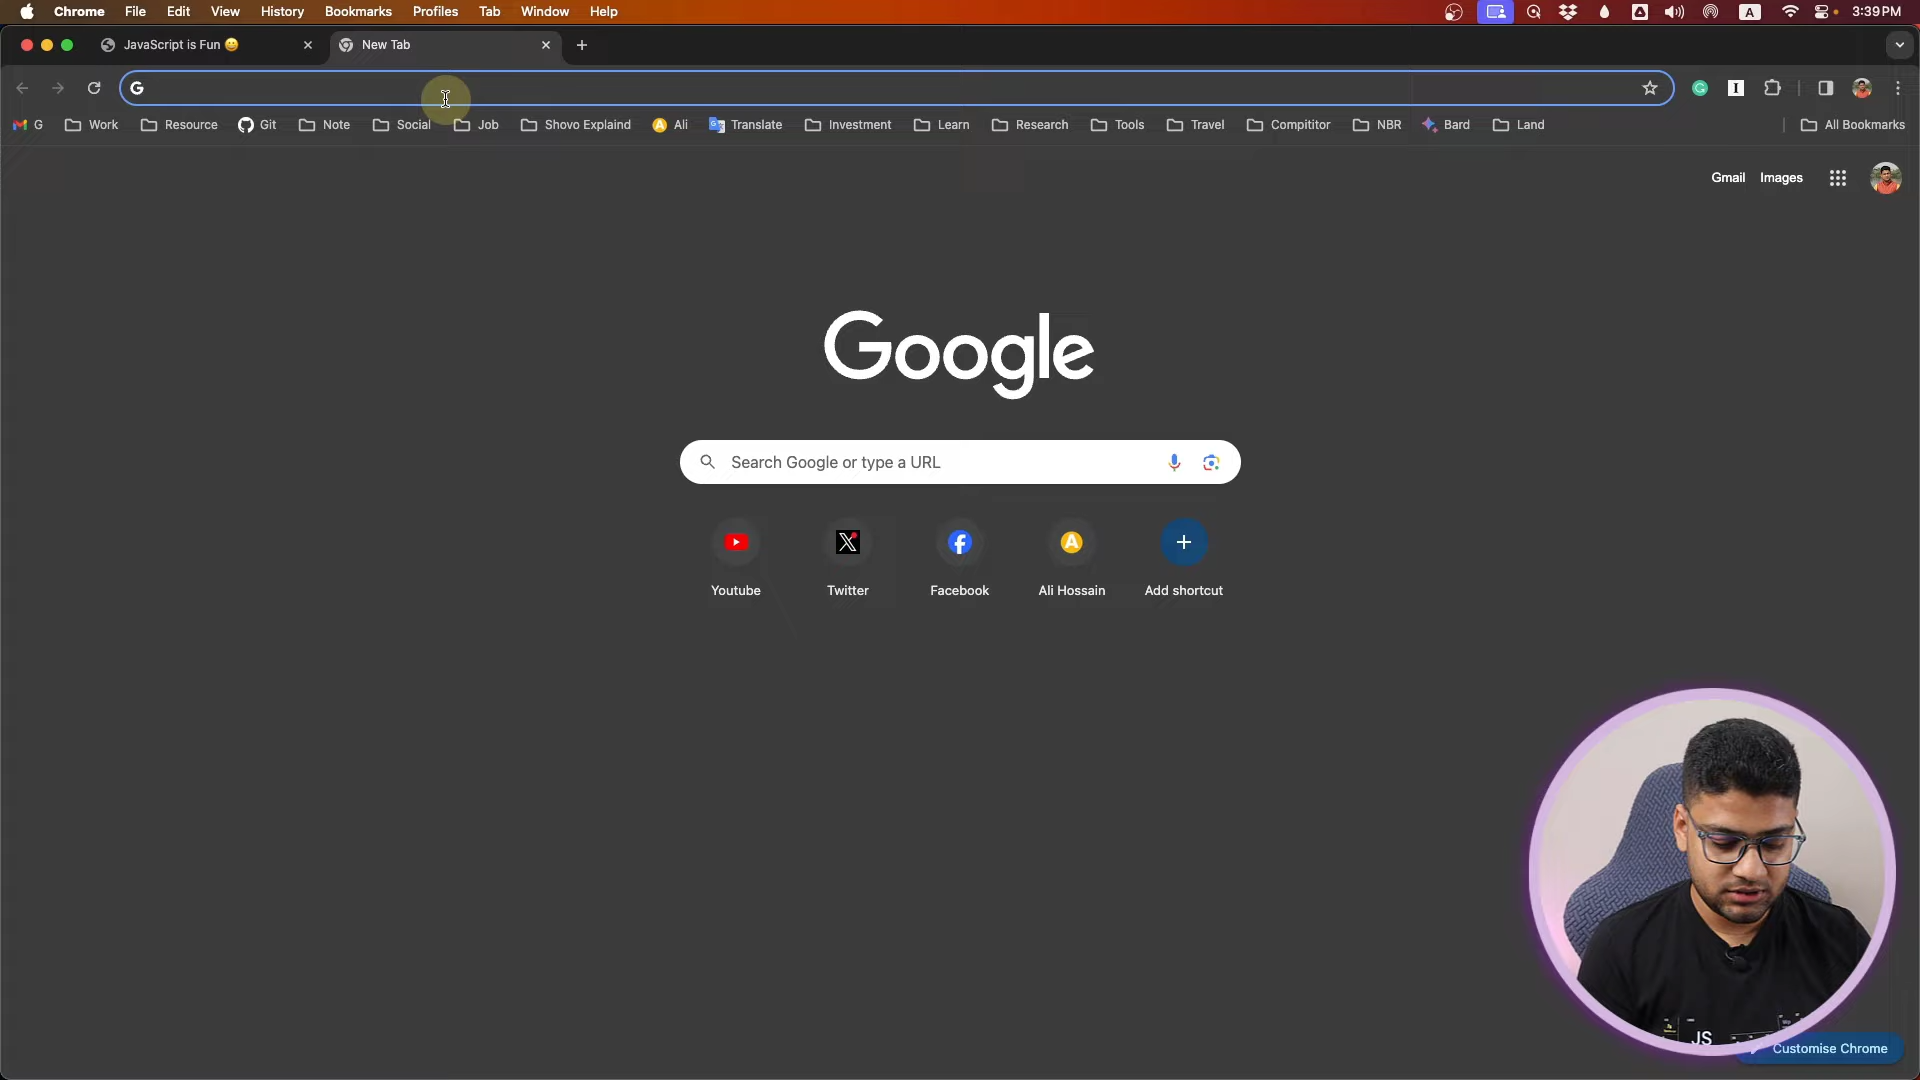 Chrome File Edit View History Bookmarks Profiles Tab Window Help A 3:39 PM
JavaScript is Fun 😀 New Tab
G
G Work Resource Git Note Social Job Shovo Explaind Ali Translate Investment Learn Research Tools Travel Compititor NBR Bard Land All Bookmarks
Gmail Images
Google
Search Google or type a URL
Youtube Twitter Facebook Ali Hossain Add shortcut
JS
Customise Chrome